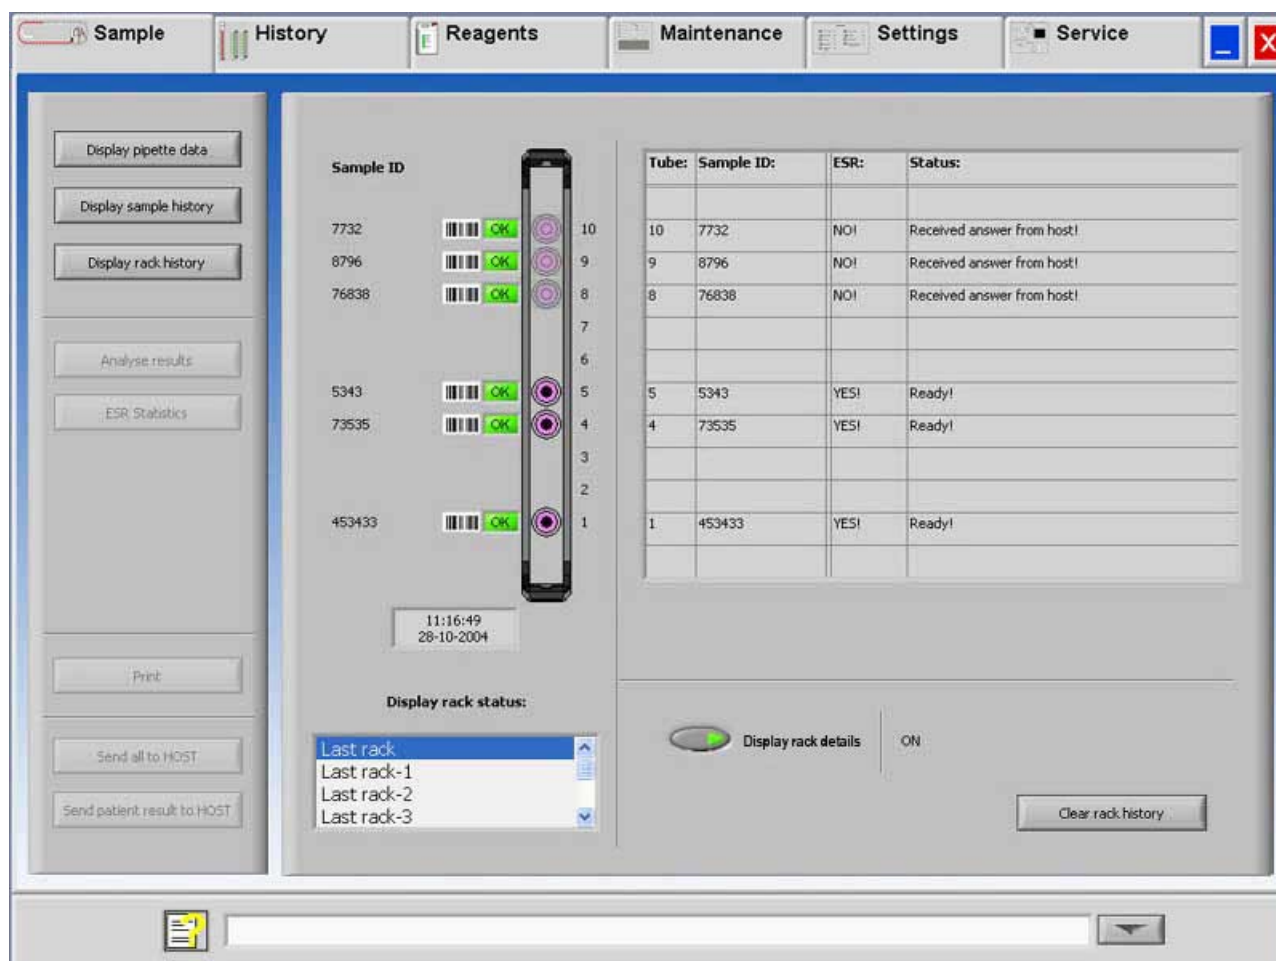 Sample History Reagents Maintenance Settings Service
Display pipette data
Display sample history
Display rack history
Analyse results
ESR Statistics
Print
Send all to HOST
Send patient result to HOST
Sample ID
7732 OK 10
8796 OK 9
76838 OK 8
7
6
5343 OK 5
73535 OK 4
3
2
453433 OK 1
11:16:49
28-10-2004
Display rack status:
Last rack
Last rack-1
Last rack-2
Last rack-3
Tube: Sample ID: ESR: Status:
10 7732 NO! Received answer from host!
9 8796 NO! Received answer from host!
8 76838 NO! Received answer from host!
5 5343 YES! Ready!
4 73535 YES! Ready!
1 453433 YES! Ready!
Display rack details ON
Clear rack history